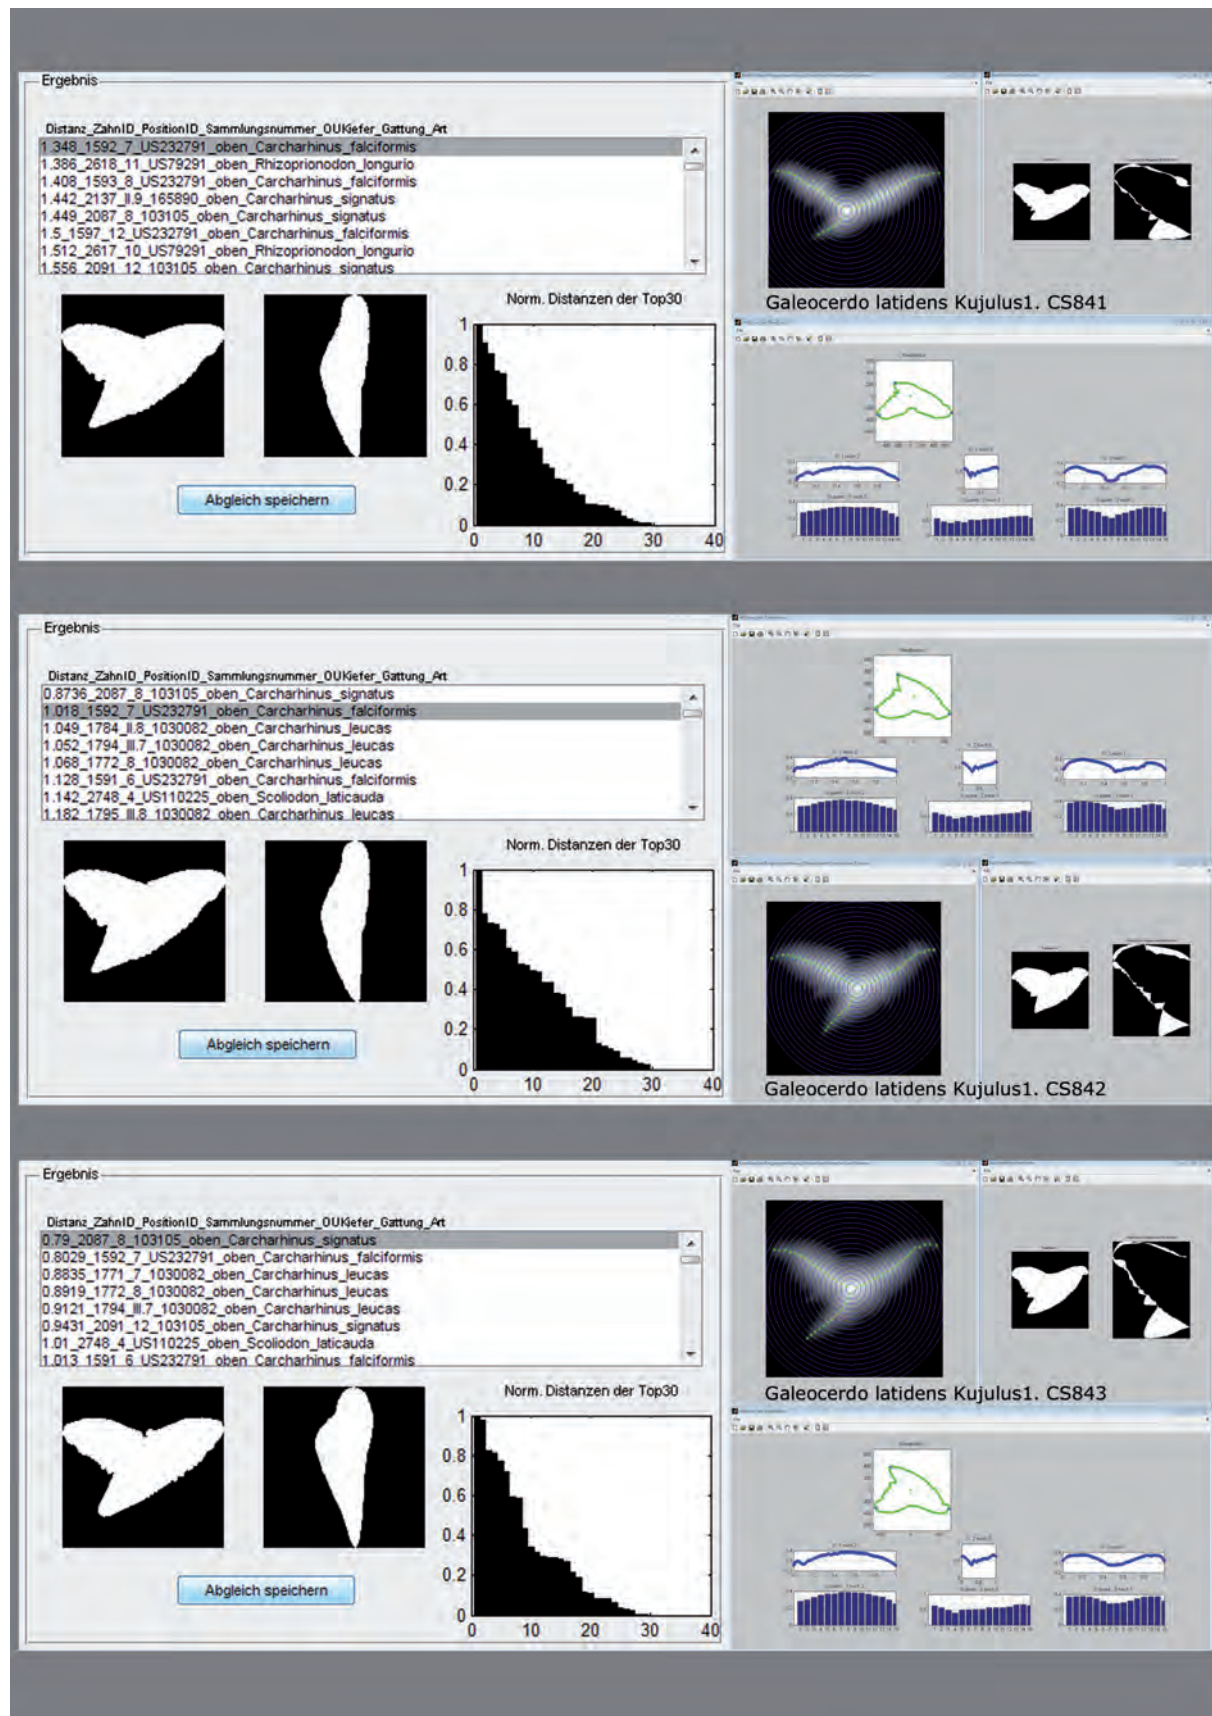 Ergebnis
Distanz_ZahnID_PositionID_Sammlungsnummer_OUKiefer_Gattung_Art
1.348_1592_7_US232791_oben_Carcharhinus_falciformis
1.386_2618_11_US79291_oben_Rhizoprionodon_longurio
1.408_1593_8_US232791_oben_Carcharhinus_falciformis
1.442_2137_II.9_165890_oben_Carcharhinus_signatus
1.449_2087_8_103105_oben_Carcharhinus_signatus
1.5_1597_12_US232791_oben_Carcharhinus_falciformis
1.512_2617_10_US79291_oben_Rhizoprionodon_longurio
1.556_2091_12_103105_oben_Carcharhinus_signatus
Norm. Distanzen der Top30
1
0.8
0.6
0.4
0.2
0
0 10 20 30 40
Abgleich speichern
Galeocerdo latidens Kujulus1. CS841
Ergebnis
Distanz_ZahnID_PositionID_Sammlungsnummer_OUKiefer_Gattung_Art
0.8736_2087_8_103105_oben_Carcharhinus_signatus
1.018_1592_7_US232791_oben_Carcharhinus_falciformis
1.049_1784_II.8_1030082_oben_Carcharhinus_leucas
1.052_1794_III.7_1030082_oben_Carcharhinus_leucas
1.068_1772_8_1030082_oben_Carcharhinus_leucas
1.128_1591_6_US232791_oben_Carcharhinus_falciformis
1.142_2748_4_US110225_oben_Scoliodon_laticauda
1.182_1795_III.8_1030082_oben_Carcharhinus_leucas
Norm. Distanzen der Top30
1
0.8
0.6
0.4
0.2
0
0 10 20 30 40
Abgleich speichern
Galeocerdo latidens Kujulus1. CS842
Ergebnis
Distanz_ZahnID_PositionID_Sammlungsnummer_OUKiefer_Gattung_Art
0.79_2087_8_103105_oben_Carcharhinus_signatus
0.8029_1592_7_US232791_oben_Carcharhinus_falciformis
0.8835_1771_7_1030082_oben_Carcharhinus_leucas
0.8919_1772_8_1030082_oben_Carcharhinus_leucas
0.9121_1794_III.7_1030082_oben_Carcharhinus_leucas
0.9431_2091_12_103105_oben_Carcharhinus_signatus
1.01_2748_4_US110225_oben_Scoliodon_laticauda
1.013_1591_6_US232791_oben_Carcharhinus_falciformis
Norm. Distanzen der Top30
1
0.8
0.6
0.4
0.2
0
0 10 20 30 40
Abgleich speichern
Galeocerdo latidens Kujulus1. CS843